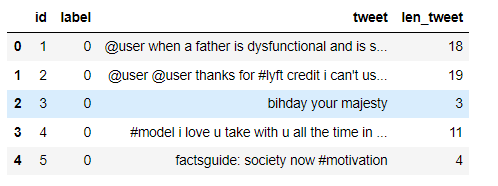 id label tweet len_tweet
0 1 0 @user when a father is dysfunctional and is s... 18
1 2 0 @user @user thanks for #lyft credit i can't us... 19
2 3 0 bihday your majesty 3
3 4 0 #model i love u take with u all the time in ... 11
4 5 0 factsguide: society now #motivation 4